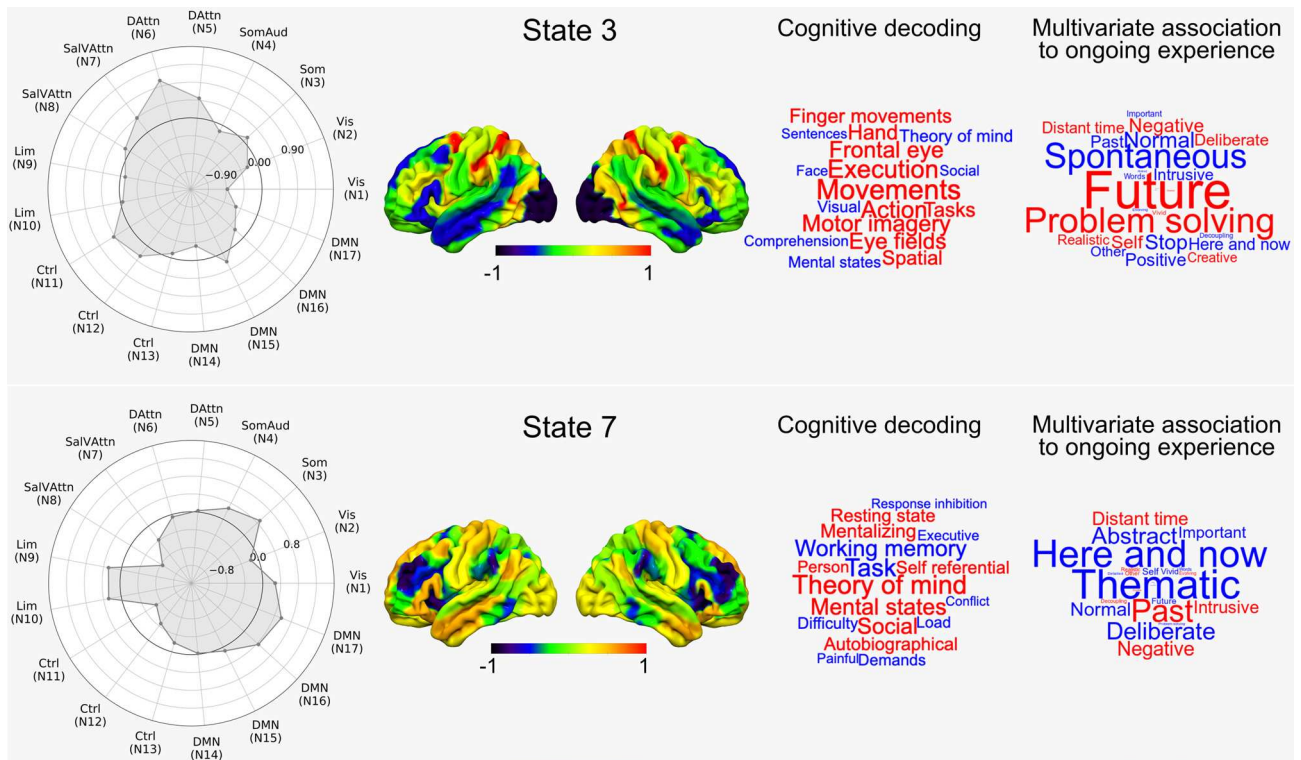 State 3
Cognitive decoding
Multivariate association
to ongoing experience
DAttn
(N5)
DAttn
(N6)
SomAud
(N4)
SalVAttn
(N7)
Som
(N3)
SalVAttn
(N8)
Vis
(N2)
Lim
(N9)
0.90
0.00
−0.90
Vis
(N1)
Lim
(N10)
DMN
(N17)
Ctrl
(N11)
DMN
(N16)
Ctrl
(N12)
DMN
(N15)
Ctrl
(N13)
DMN
(N14)
-1 1
Finger movements
Sentences Hand Theory of mind
Frontal eye
Face Execution Social
Movements
Visual Action Tasks
Motor imagery
Comprehension Eye fields
Mental states Spatial
Important
Distant time Negative
Past Normal Deliberate
Spontaneous
Words Intrusive
Future
Vivid
Problem solving
Decoupling
Realistic Self Stop Here and now
Other Positive Creative
State 7
Cognitive decoding
Multivariate association
to ongoing experience
DAttn
(N5)
DAttn
(N6)
SomAud
(N4)
SalVAttn
(N7)
Som
(N3)
SalVAttn
(N8)
Vis
(N2)
Lim
(N9)
0.8
0.0
−0.8
Vis
(N1)
Lim
(N10)
DMN
(N17)
Ctrl
(N11)
DMN
(N16)
Ctrl
(N12)
DMN
(N15)
Ctrl
(N13)
DMN
(N14)
-1 1
Response inhibition
Resting state
Mentalizing Executive
Working memory
Person Task Self referential
Theory of mind
Mental states Conflict
Difficulty Social Load
Autobiographical
Painful Demands
Distant time
Abstract Important
Here and now
Self Vivid
Thematic
Decoupling Future
Normal Past Intrusive
Deliberate
Negative